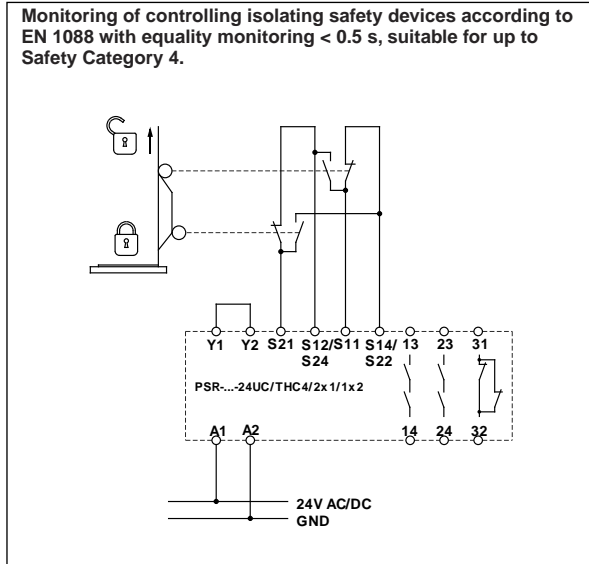 Monitoring of controlling isolating safety devices according to
EN 1088 with equality monitoring < 0.5 s, suitable for up to
Safety Category 4.
Y1 Y2 S21 S12/ S11 S14/ 13 23 31
S24 S22
PSR-...-24UC/THC4/2x1/1x2
A1 A2 14 24 32
24V AC/DC
GND